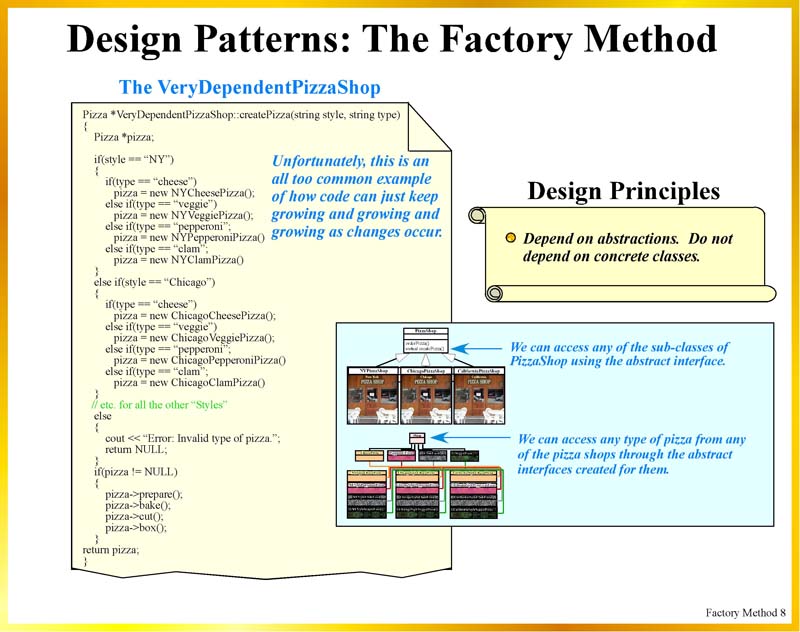 Design Patterns: The Factory Method
The VeryDependentPizzaShop
Pizza *VeryDependentPizzaShop::createPizza(string style, string type)
{
Pizza *pizza;
if(style == “NY”)
{
if(type == “cheese”)
pizza = new NYCheesePizza();
else if(type == “veggie”)
pizza = new NYVeggiePizza();
else if(type == “pepperoni”;
pizza = new NYPepperoniPizza()
else if(type == “clam”;
pizza = new NYClamPizza()
}
else if(style == “Chicago”)
{
if(type == “cheese”)
pizza = new ChicagoCheesePizza();
else if(type == “veggie”)
pizza = new ChicagoVeggiePizza();
else if(type == “pepperoni”;
pizza = new ChicagoPepperoniPizza()
else if(type == “clam”;
pizza = new ChicagoClamPizza()
}
// etc. for all the other “Styles”
else
{
cout << “Error: Invalid type of pizza.”;
return NULL;
}
if(pizza != NULL)
{
pizza->prepare();
pizza->bake();
pizza->cut();
pizza->box();
}
return pizza;
}
Unfortunately, this is an
all too common example
of how code can just keep
growing and growing and
growing as changes occur.
Design Principles
Depend on abstractions. Do not
depend on concrete classes.
PizzaShop
orderPizza()
virtual createPizza()
We can access any of the sub-classes of
PizzaShop using the abstract interface.
NYPizzaShop
ChicagoPizzaShop
CaliforniaPizzaShop
New York
PIZZA SHOP
Chicago
PIZZA SHOP
California
PIZZA SHOP
We can access any type of pizza from any
of the pizza shops through the abstract
interfaces created for them.
Factory Method 8